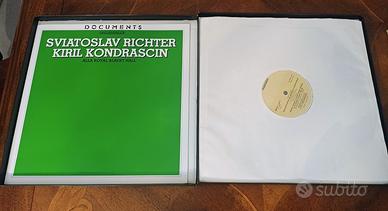 DOCUMENTS
SVIATOSLAV RICHTER
KIRIL KONDRASCIN
ALLA ROYAL ALBERT HALL
subito